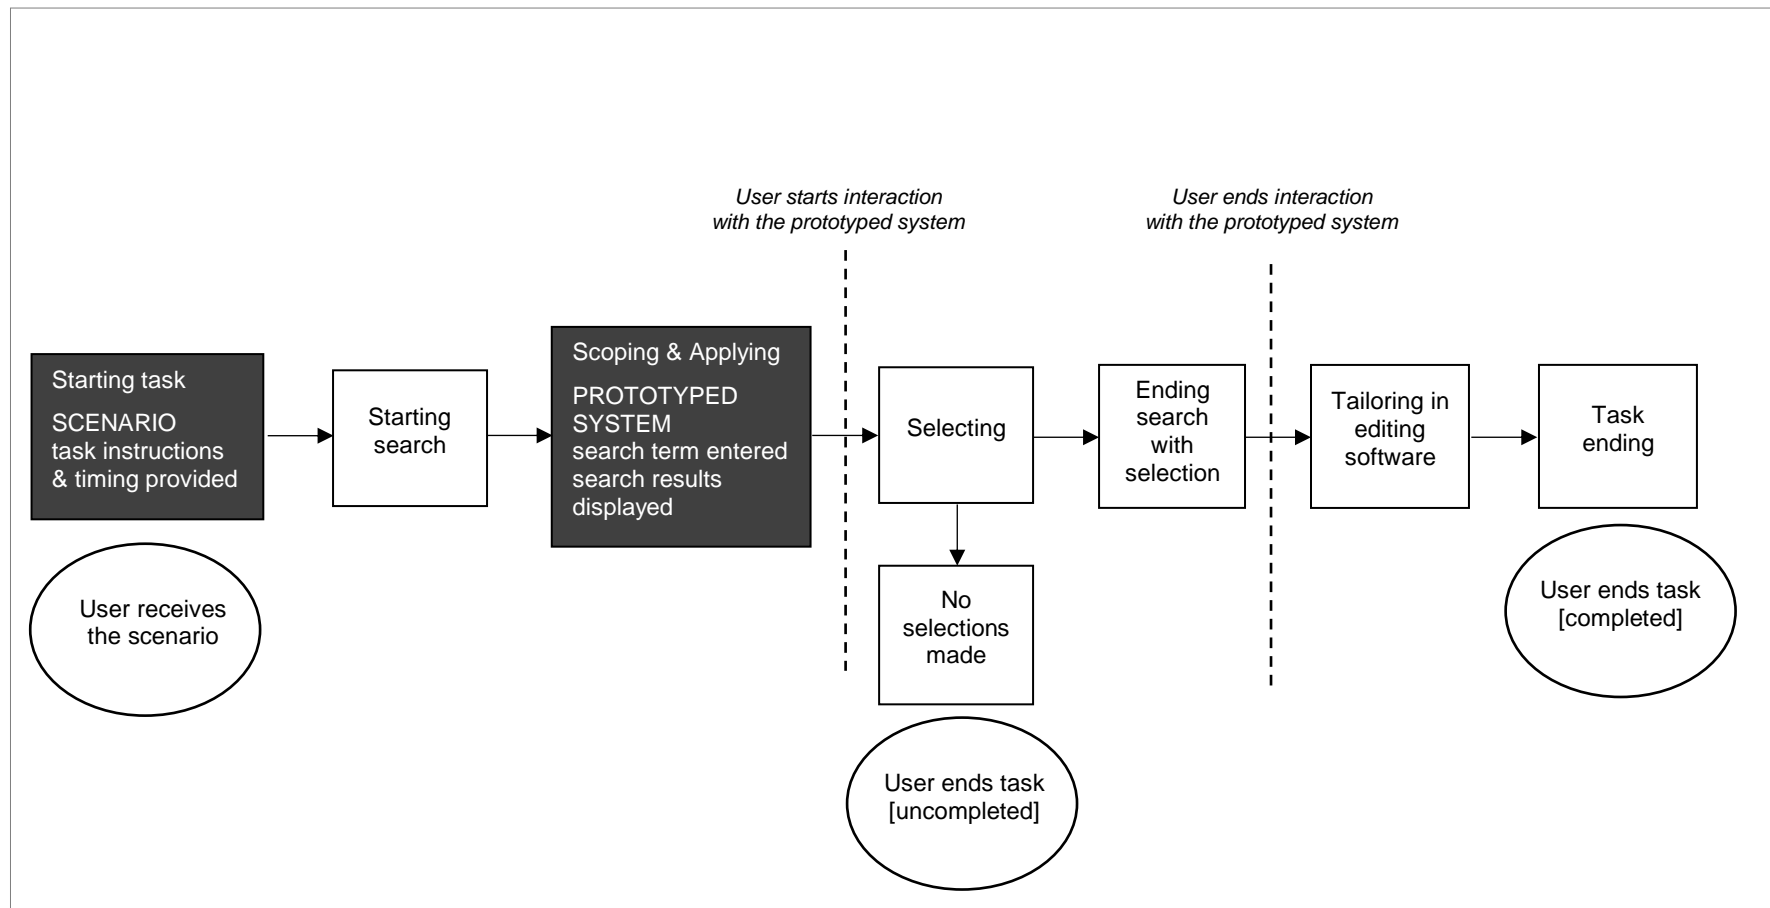 User starts interaction
with the prototyped system
User ends interaction
with the prototyped system
Starting task
SCENARIO
task instructions
& timing provided
Starting
search
Scoping & Applying
PROTOTYPED
SYSTEM
search term entered
search results
displayed
Selecting
Ending
search
with
selection
Tailoring in
editing
software
Task
ending
User receives
the scenario
No
selections
made
User ends task
[uncompleted]
User ends task
[completed]